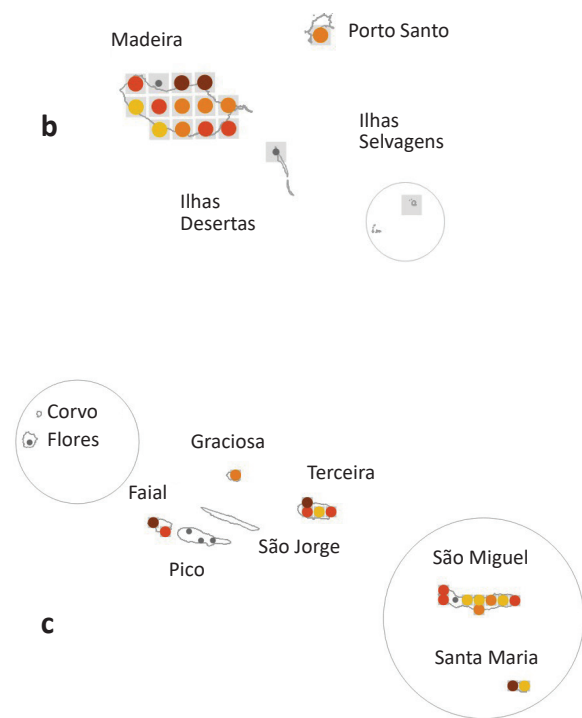 Madeira
Porto Santo
b
Ilhas
Selvagens
Ilhas
Desertas
Corvo
Flores
Graciosa
Terceira
Faial
São Jorge
Pico
São Miguel
c
Santa Maria